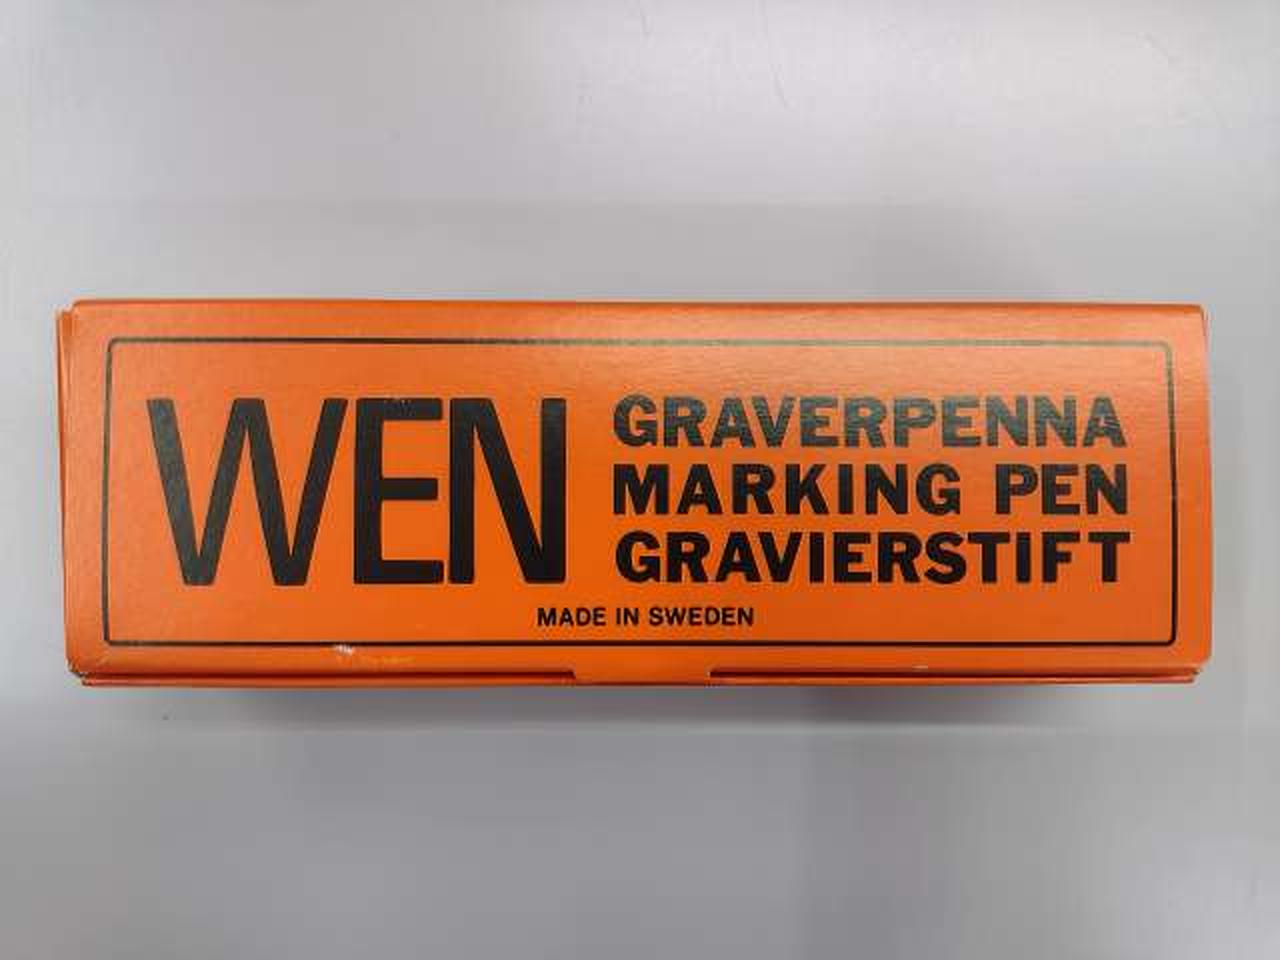 WEN
GRAVERPENNA
MARKING PEN
GRAVIERSTIFT
MADE IN SWEDEN